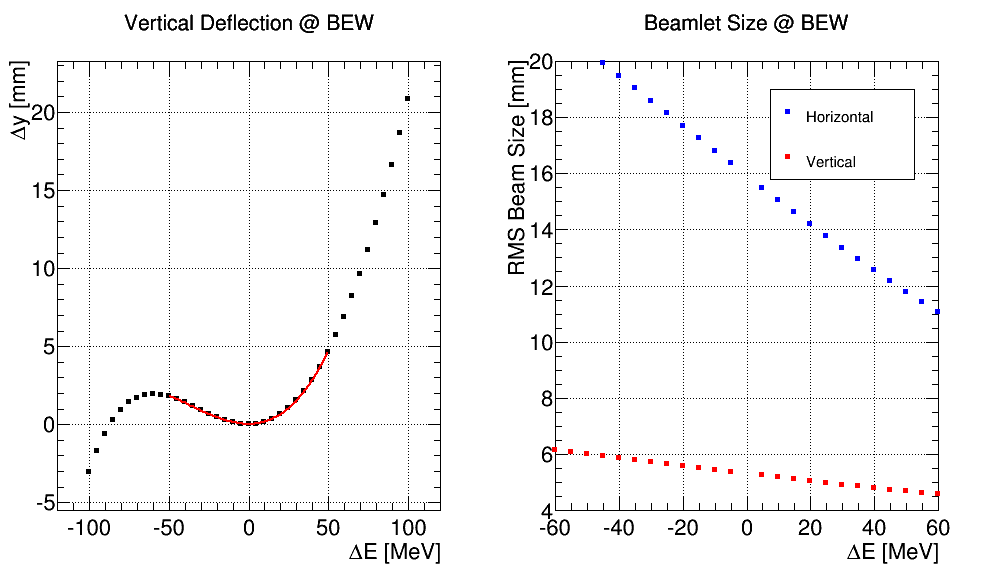 Vertical Deflection @ BEW
Δy [mm]
20
15
10
5
0
-5
-100 -50 0 50 100
ΔE [MeV]
Beamlet Size @ BEW
RMS Beam Size [mm]
20
18
16
14
12
10
8
6
4
Horizontal
Vertical
-60 -40 -20 0 20 40 60
ΔE [MeV]